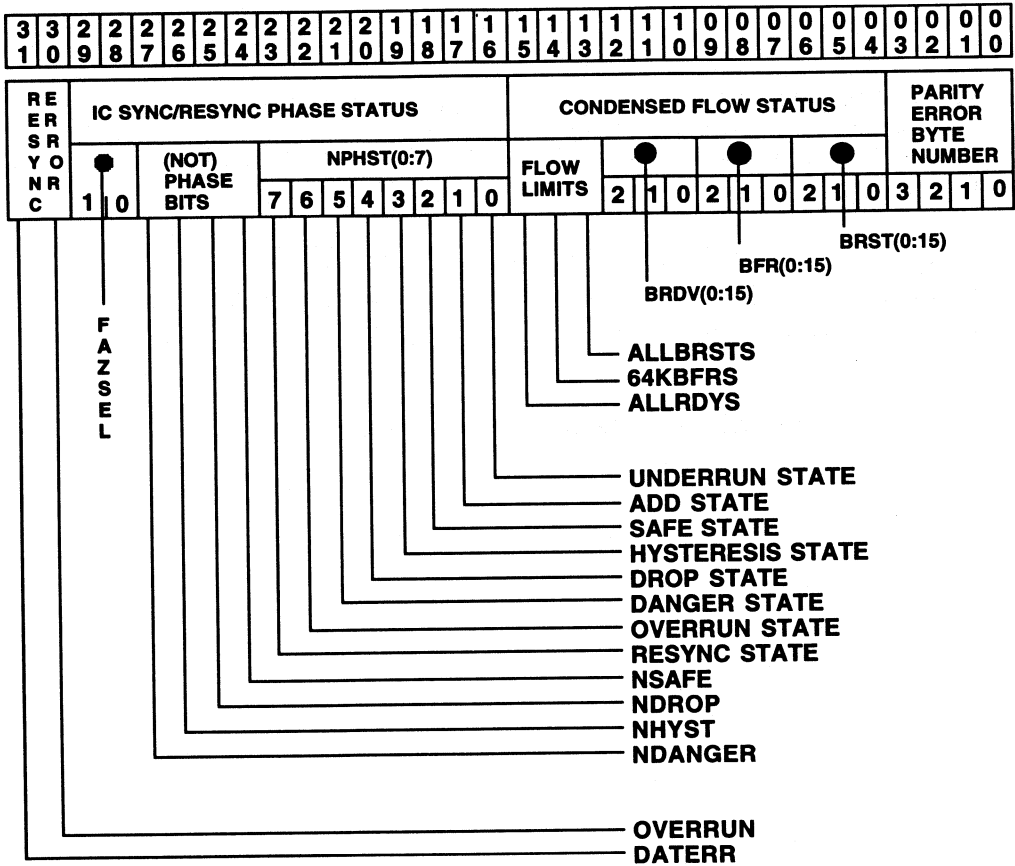 3 3 2 2 2 2 2 2 2 2 2 2 1 1 1 1 1 1 1 1 1 1 0 0 0 0 0 0 0 0 0 0
1 0 9 8 7 6 5 4 3 2 1 0 9 8 7 6 5 4 3 2 1 0 9 8 7 6 5 4 3 2 1 0
RESYNC
ERROR
IC SYNC/RESYNC PHASE STATUS
CONDENSED FLOW STATUS
PARITY
ERROR
BYTE
NUMBER
(NOT)
PHASE
BITS
NPHST(0:7)
FLOW
LIMITS
1 0
7 6 5 4 3 2 1 0
2 1 0 2 1 0 2 1 0 3 2 1 0
BRST(0:15)
BFR(0:15)
BRDV(0:15)
FAZSEL
ALLBRSTS
64KBFRS
ALLRDYS
UNDERRUN STATE
ADD STATE
SAFE STATE
HYSTERESIS STATE
DROP STATE
DANGER STATE
OVERRUN STATE
RESYNC STATE
NSAFE
NDROP
NHYST
NDANGER
OVERRUN
DATERR